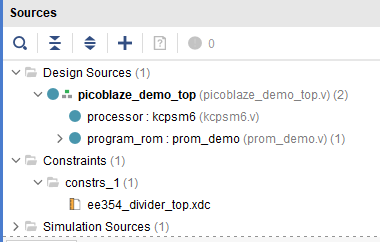 Sources
0
Design Sources (1)
picoblaze_demo_top (picoblaze_demo_top.v) (2)
processor : kcpsm6 (kcpsm6.v)
program_rom : prom_demo (prom_demo.v) (1)
Constraints (1)
constrs_1 (1)
ee354_divider_top.xdc
Simulation Sources (1)